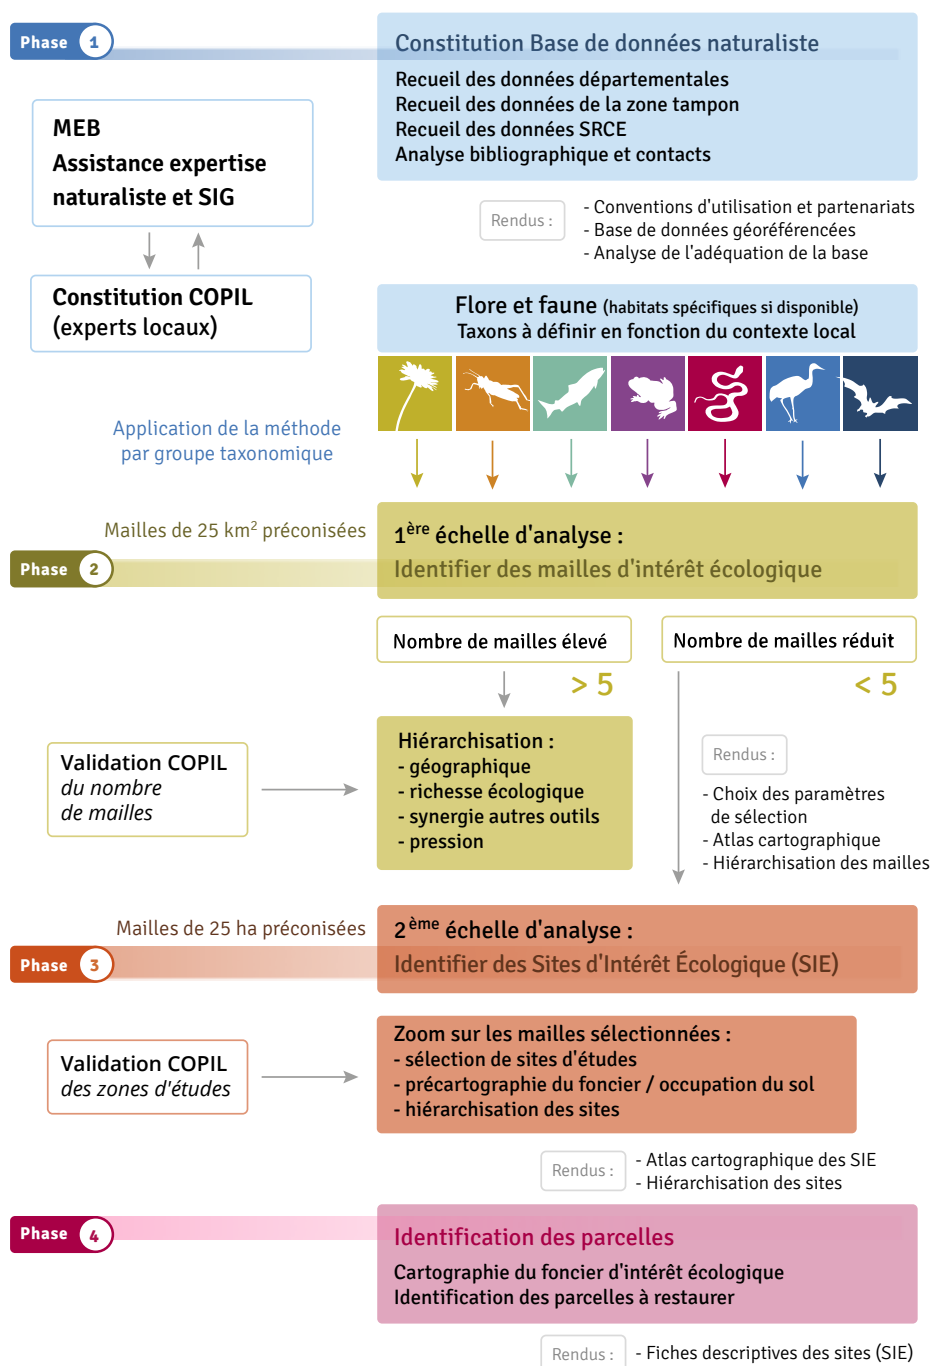 Phase 1
Constitution Base de données naturaliste
Recueil des données départementales
Recueil des données de la zone tampon
Recueil des données SRCE
Analyse bibliographique et contacts
MEB
Assistance expertise
naturaliste et SIG
Rendus :
- Conventions d'utilisation et partenariats
- Base de données géoréférencées
- Analyse de l'adéquation de la base
Constitution COPIL
(experts locaux)
Flore et faune (habitats spécifiques si disponible)
Taxons à définir en fonction du contexte local
Application de la méthode
par groupe taxonomique
Mailles de 25 km² préconisées
Phase 2
1ère échelle d'analyse :
Identifier des mailles d'intérêt écologique
Nombre de mailles élevé
> 5
Nombre de mailles réduit
< 5
Validation COPIL
du nombre
de mailles
Hiérarchisation :
- géographique
- richesse écologique
- synergie autres outils
- pression
Rendus :
- Choix des paramètres
de sélection
- Atlas cartographique
- Hiérarchisation des mailles
Mailles de 25 ha préconisées
Phase 3
2ème échelle d'analyse :
Identifier des Sites d'Intérêt Écologique (SIE)
Validation COPIL
des zones d'études
Zoom sur les mailles sélectionnées :
- sélection de sites d'études
- précartographie du foncier / occupation du sol
- hiérarchisation des sites
Rendus :
- Atlas cartographique des SIE
- Hiérarchisation des sites
Phase 4
Identification des parcelles
Cartographie du foncier d'intérêt écologique
Identification des parcelles à restaurer
Rendus :
- Fiches descriptives des sites (SIE)